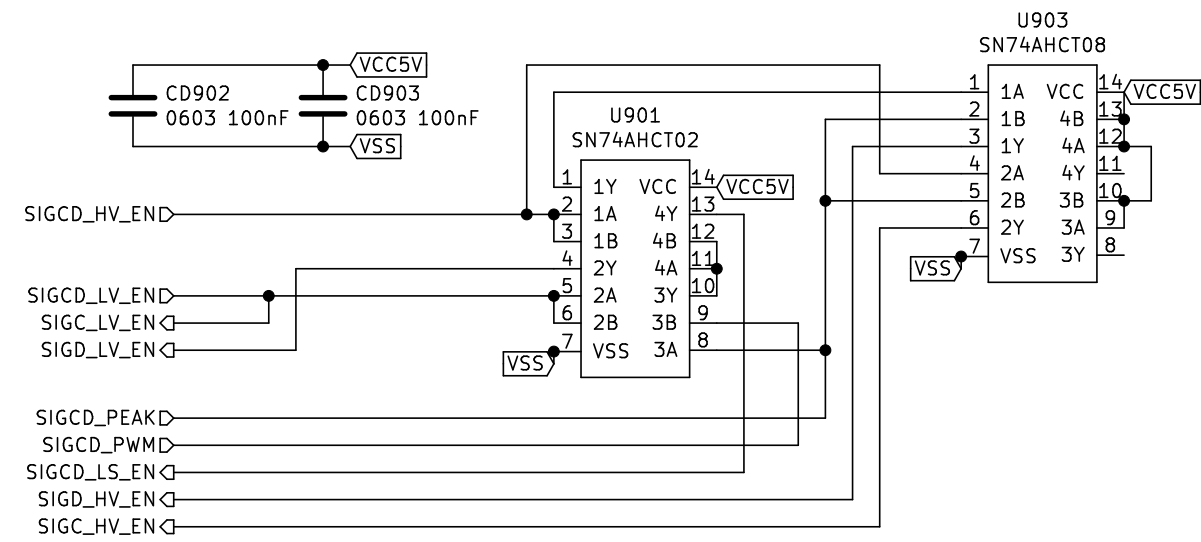 U903
SN74AHCT08
VCC5V
CD902
0603 100nF
CD903
0603 100nF
VSS
U901
SN74AHCT02
1 1Y VCC 14 VCC5V
2 1A 4Y 13
3 1B 4B 12
4 2Y 4A 11
5 2A 3Y 10
6 2B 3B 9
7 VSS 3A 8
VSS
1 1A VCC 14 VCC5V
2 1B 4B 13
3 1Y 4A 12
4 2A 4Y 11
5 2B 3B 10
6 2Y 3A 9
7 VSS 3Y 8
VSS
SIGCD_HV_EN
SIGCD_LV_EN
SIGC_LV_EN
SIGD_LV_EN
SIGCD_PEAK
SIGCD_PWM
SIGCD_LS_EN
SIGD_HV_EN
SIGC_HV_EN